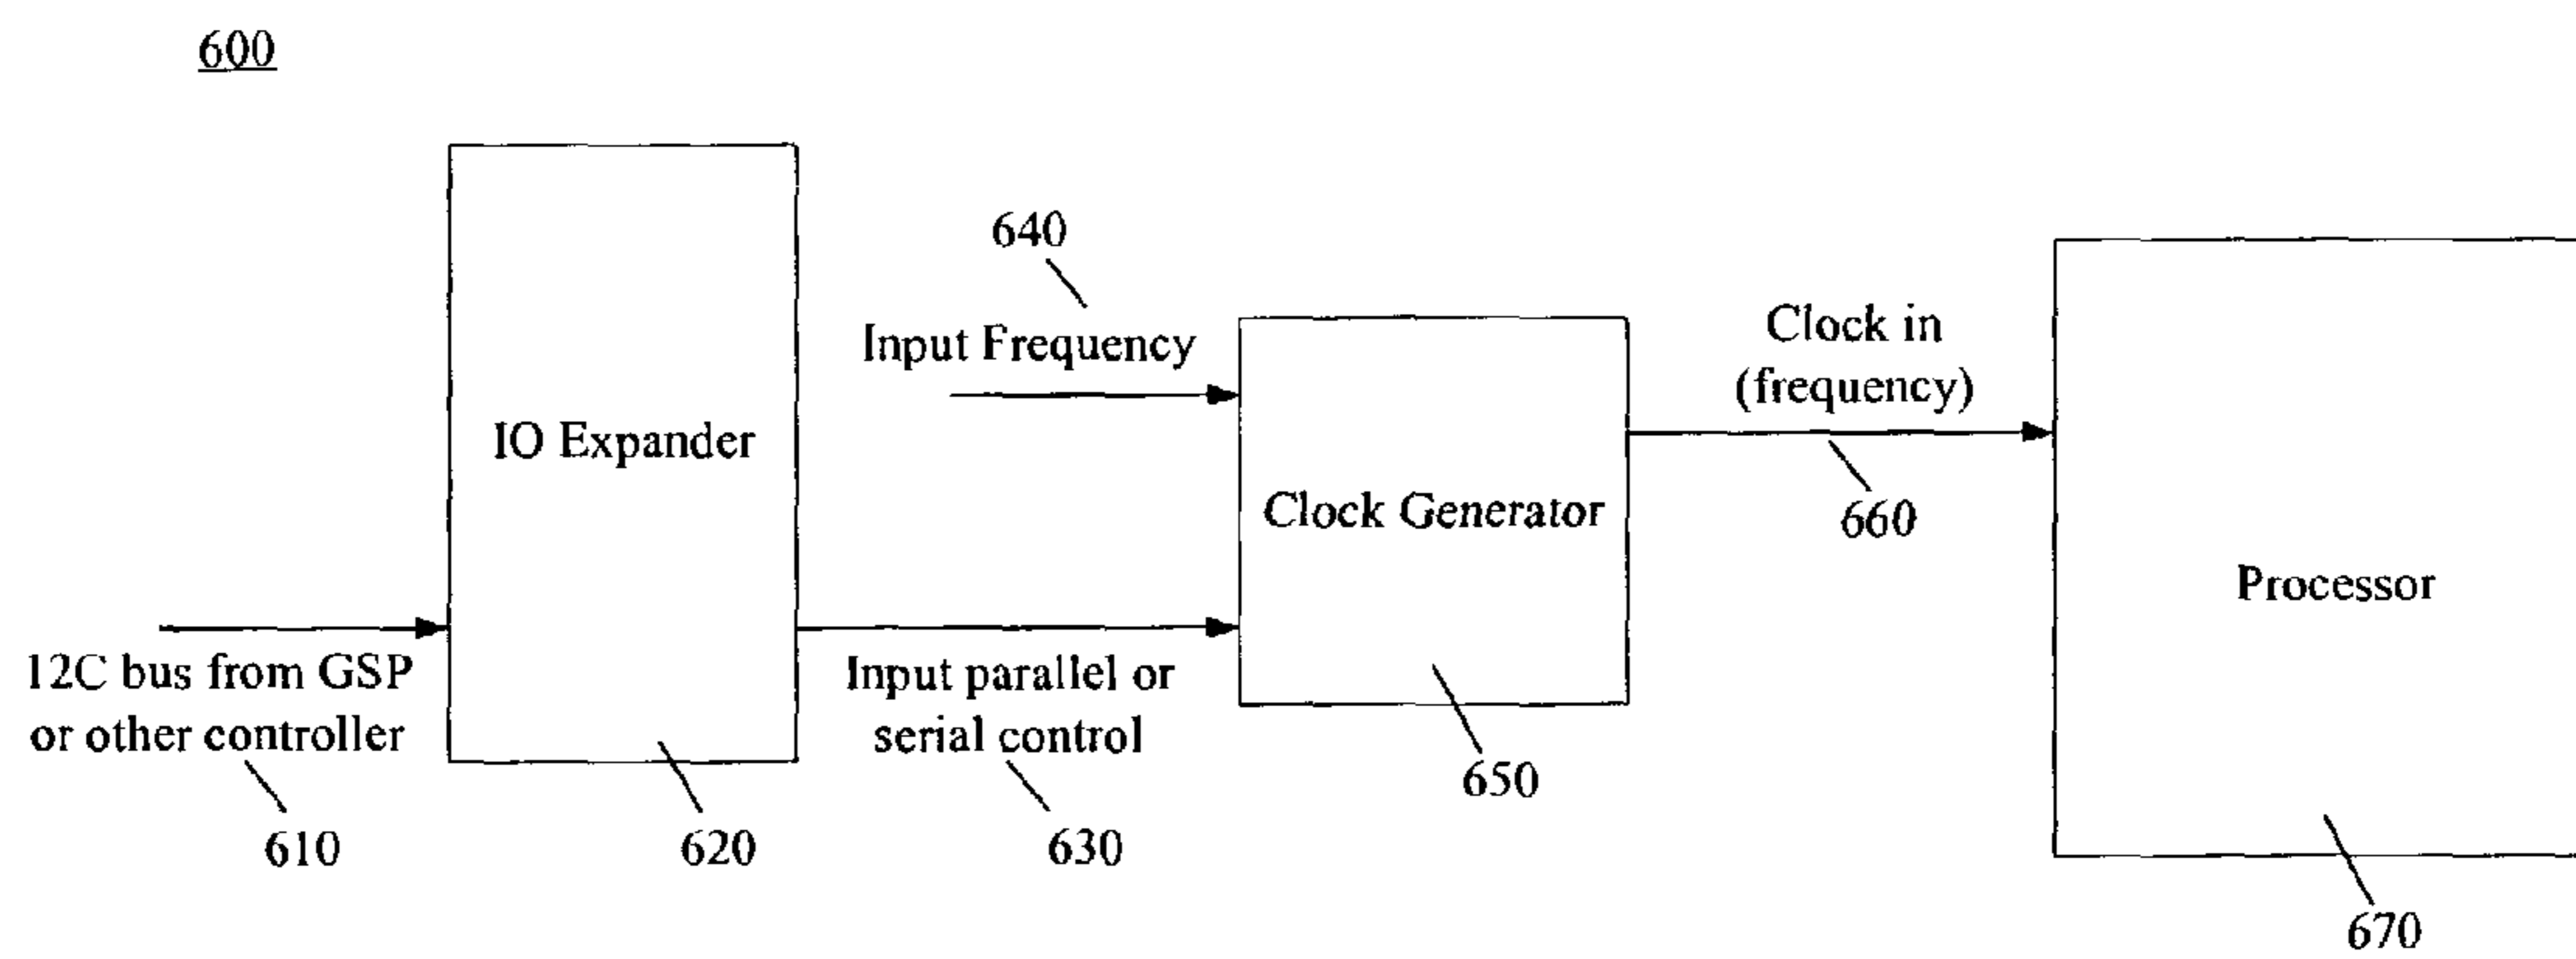 600
640
Input Frequency
Clock in
(frequency)
IO Expander
Clock Generator
660
Processor
12C bus from GSP
or other controller
Input parallel or
serial control
650
610
620
630
670